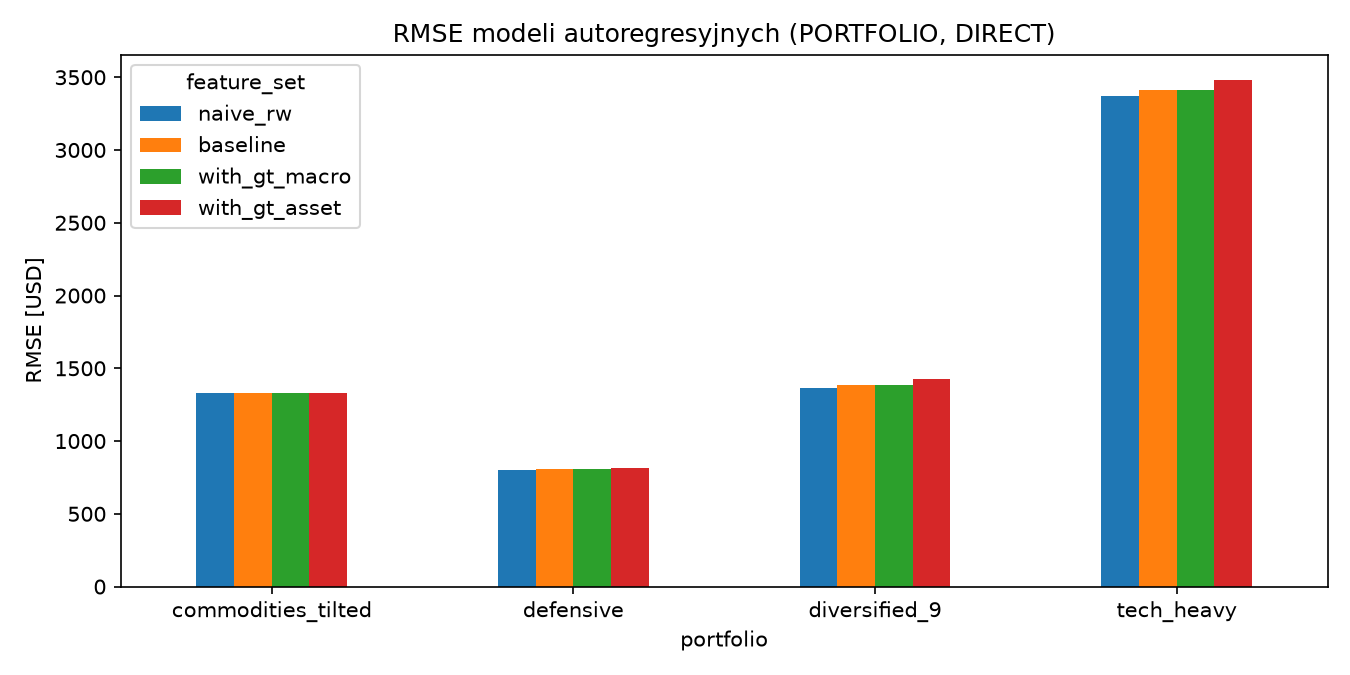 RMSE modeli autoregresyjnych (PORTFOLIO, DIRECT)
feature_set
naive_rw
baseline
with_gt_macro
with_gt_asset
RMSE [USD]
3500
3000
2500
2000
1500
1000
500
0
commodities_tilted
defensive
diversified_9
tech_heavy
portfolio